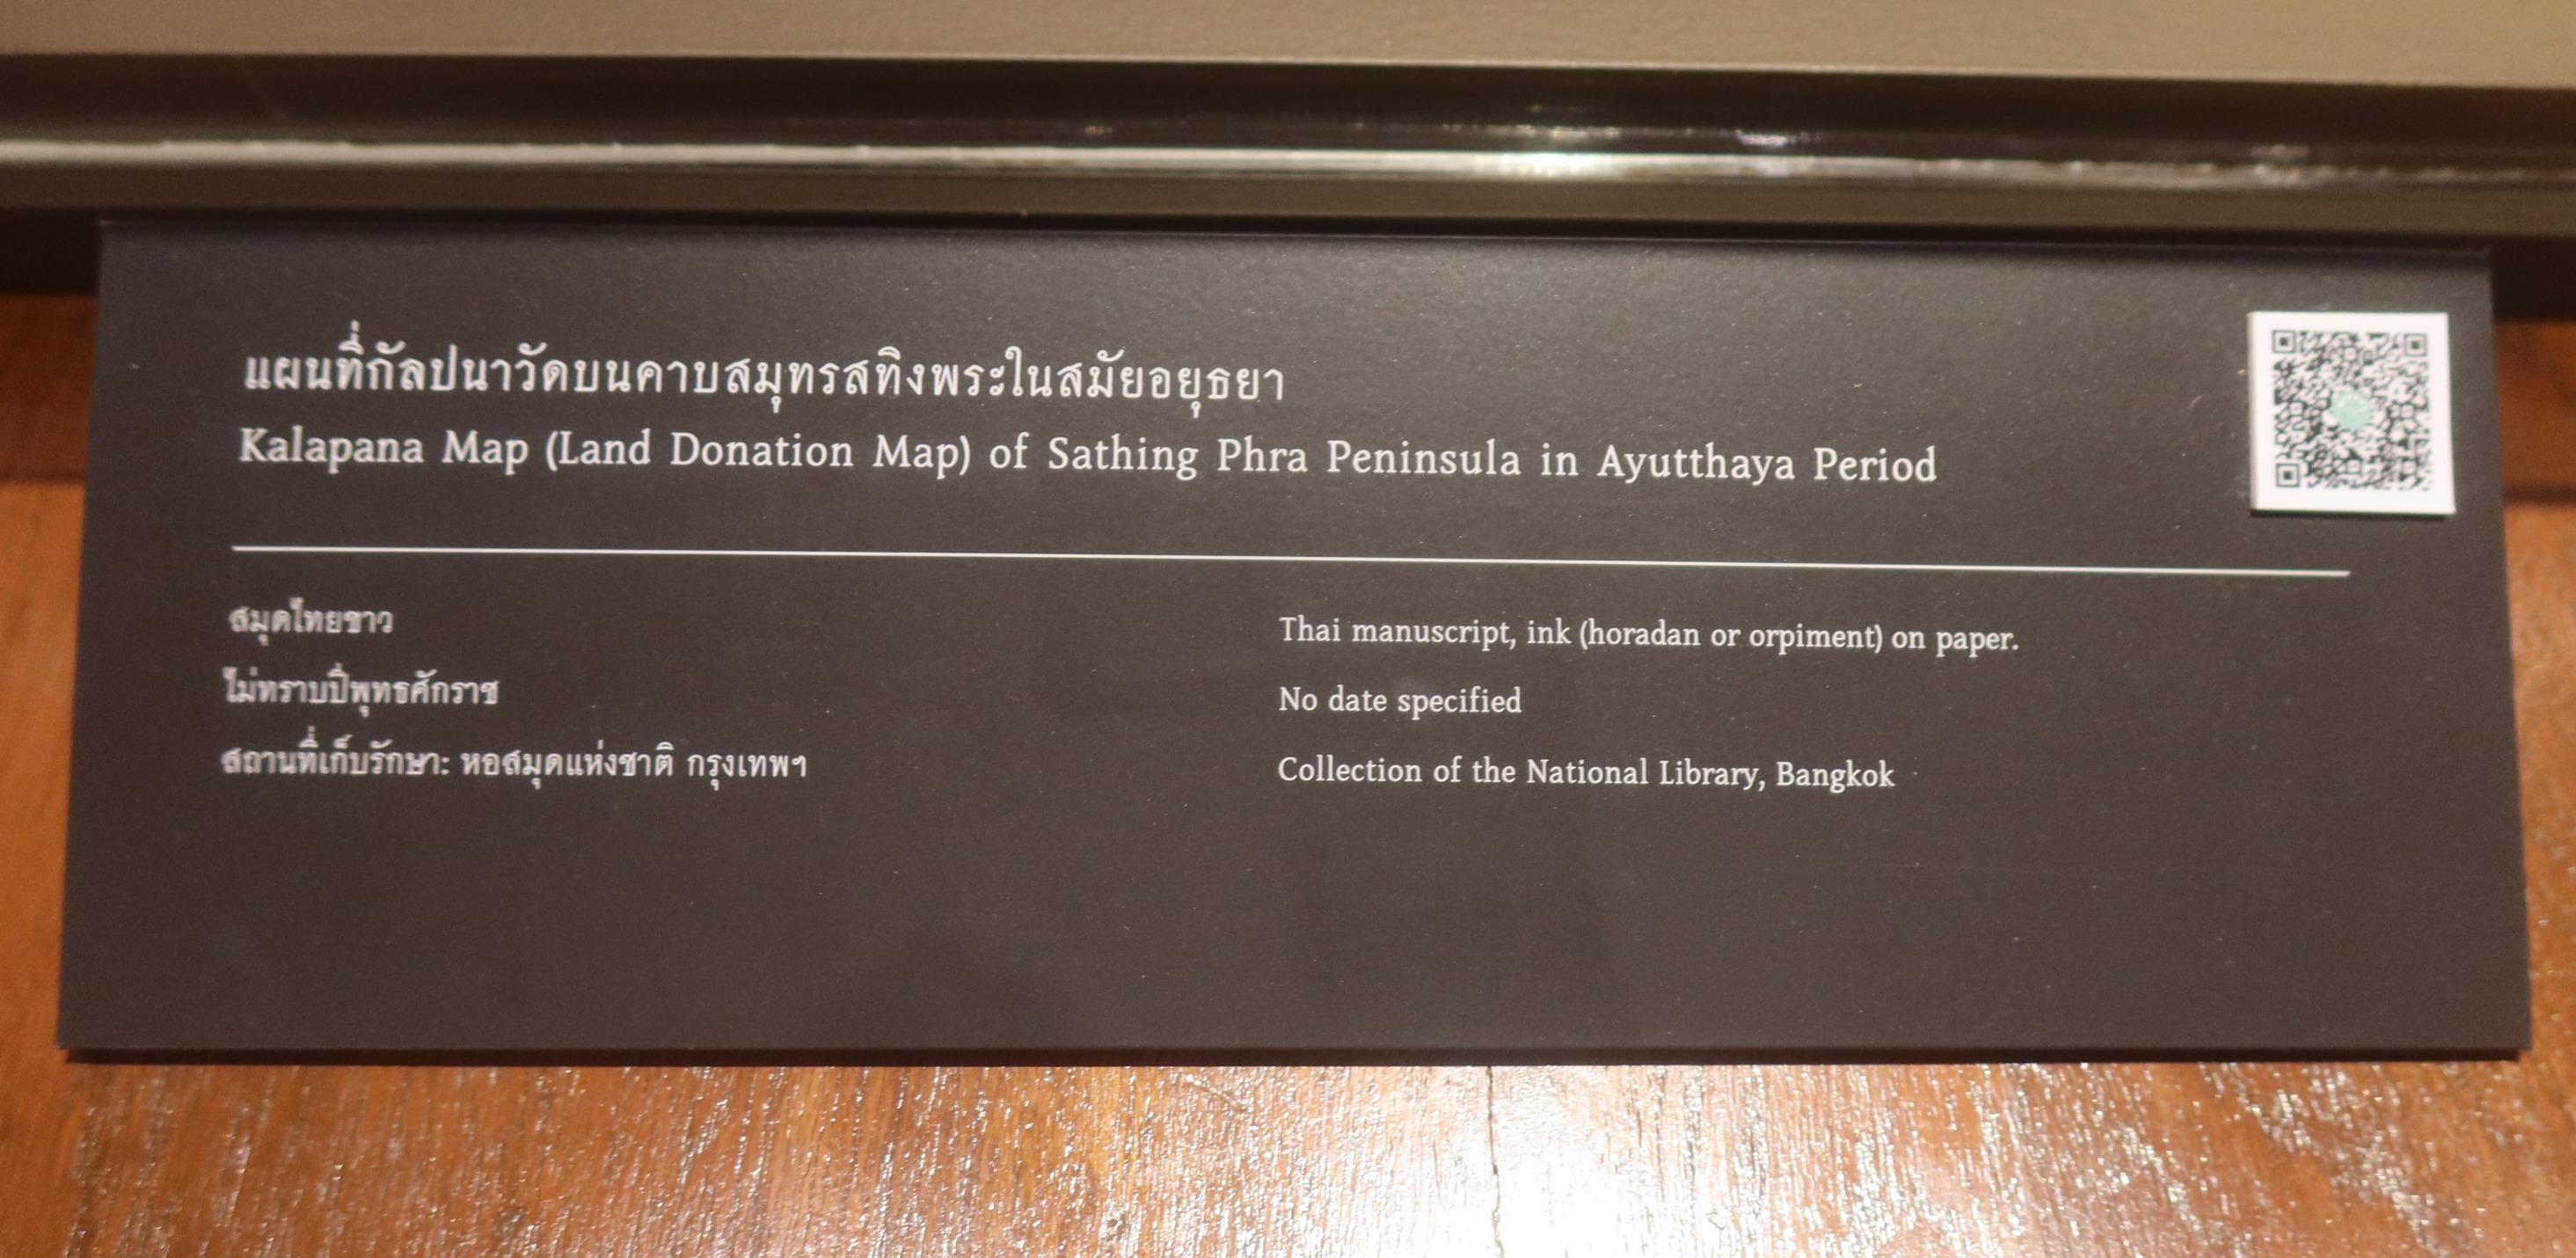 แผนที่กัลปนาวัดบนคาบสมุทรสทิงพระในสมัยอยุธยา
Kalapana Map (Land Donation Map) of Sathing Phra Peninsula in Ayutthaya Period
สมุดไทยขาว
ไม่ทราบปีพุทธศักราช
สถานที่เก็บรักษา: หอสมุดแห่งชาติ กรุงเทพฯ
Thai manuscript, ink (horadan or orpiment) on paper.
No date specified
Collection of the National Library, Bangkok